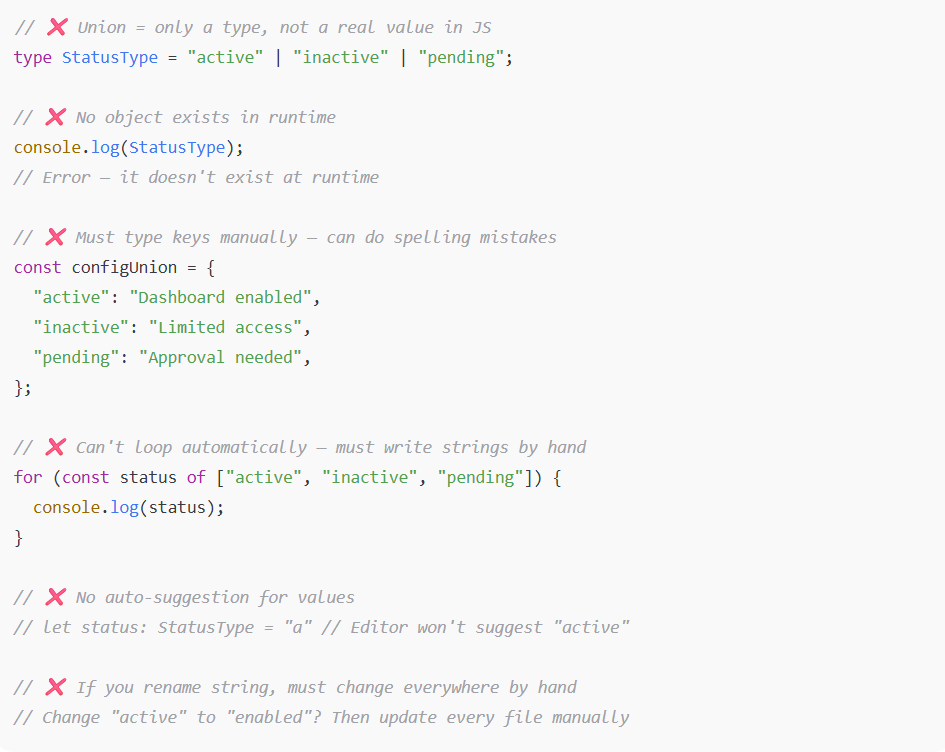 // ❌ Union = only a type, not a real value in JS
type StatusType = "active" | "inactive" | "pending";
// ❌ No object exists in runtime
console.log(StatusType);
// Error — it doesn't exist at runtime
// ❌ Must type keys manually — can do spelling mistakes
const configUnion = {
  "active": "Dashboard enabled",
  "inactive": "Limited access",
  "pending": "Approval needed",
};
// ❌ Can't loop automatically — must write strings by hand
for (const status of ["active", "inactive", "pending"]) {
  console.log(status);
}
// ❌ No auto-suggestion for values
// let status: StatusType = "a" // Editor won't suggest "active"
// ❌ If you rename string, must change everywhere by hand
// Change "active" to "enabled"? Then update every file manually